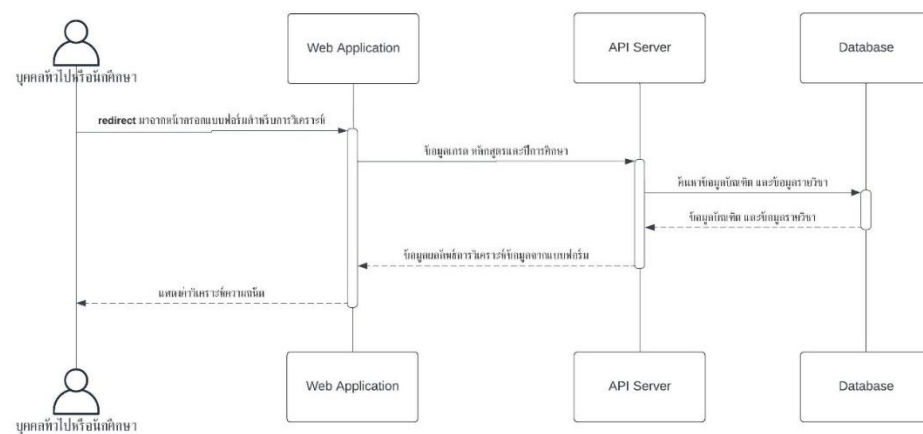 Web Application
API Server
Database
บุคคลทั่วไปหรือนักศึกษา
redirect มาจากหน้ากรอกแบบฟอร์มสำหรับการวิเคราะห์
ข้อมูลเกรด หลักสูตรและปีการศึกษา
ค้นหาข้อมูลบัณฑิต และข้อมูลรายวิชา
ข้อมูลบัณฑิต และข้อมูลรายวิชา
ข้อมูลผลลัพธ์การวิเคราะห์ข้อมูลจากแบบฟอร์ม
แสดงค่าวิเคราะห์ความถนัด
Web Application
API Server
Database
บุคคลทั่วไปหรือนักศึกษา